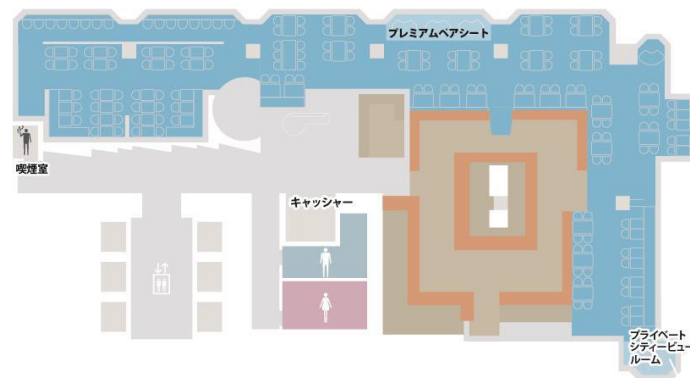 プレミアムペアシート
喫煙室
キャッシャー
プライベート
シティービュー
ルーム